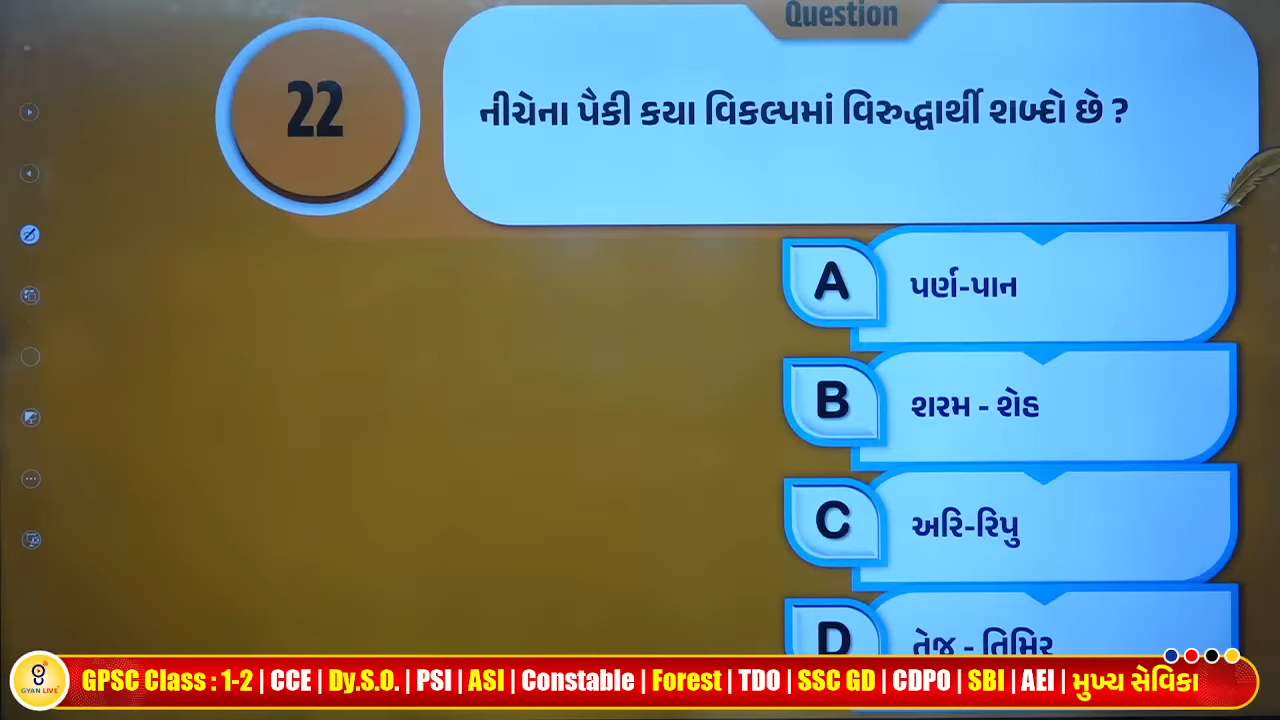 Question
22
નીચેના પૈકી કયા વિકલ્પમાં વિરુદ્ધાર્થી શબ્દો છે ?
A
પર્ણ-પાન
B
શરમ - શેહ
C
અરિ-રિપુ
D
તેજ - તિમિર
GYAN LIVE
GPSC Class : 1-2 | CCE | Dy.S.O. | PSI | ASI | Constable | Forest | TDO | SSC GD | CDPO | SBI | AEI | મુખ્ય સેવિકા